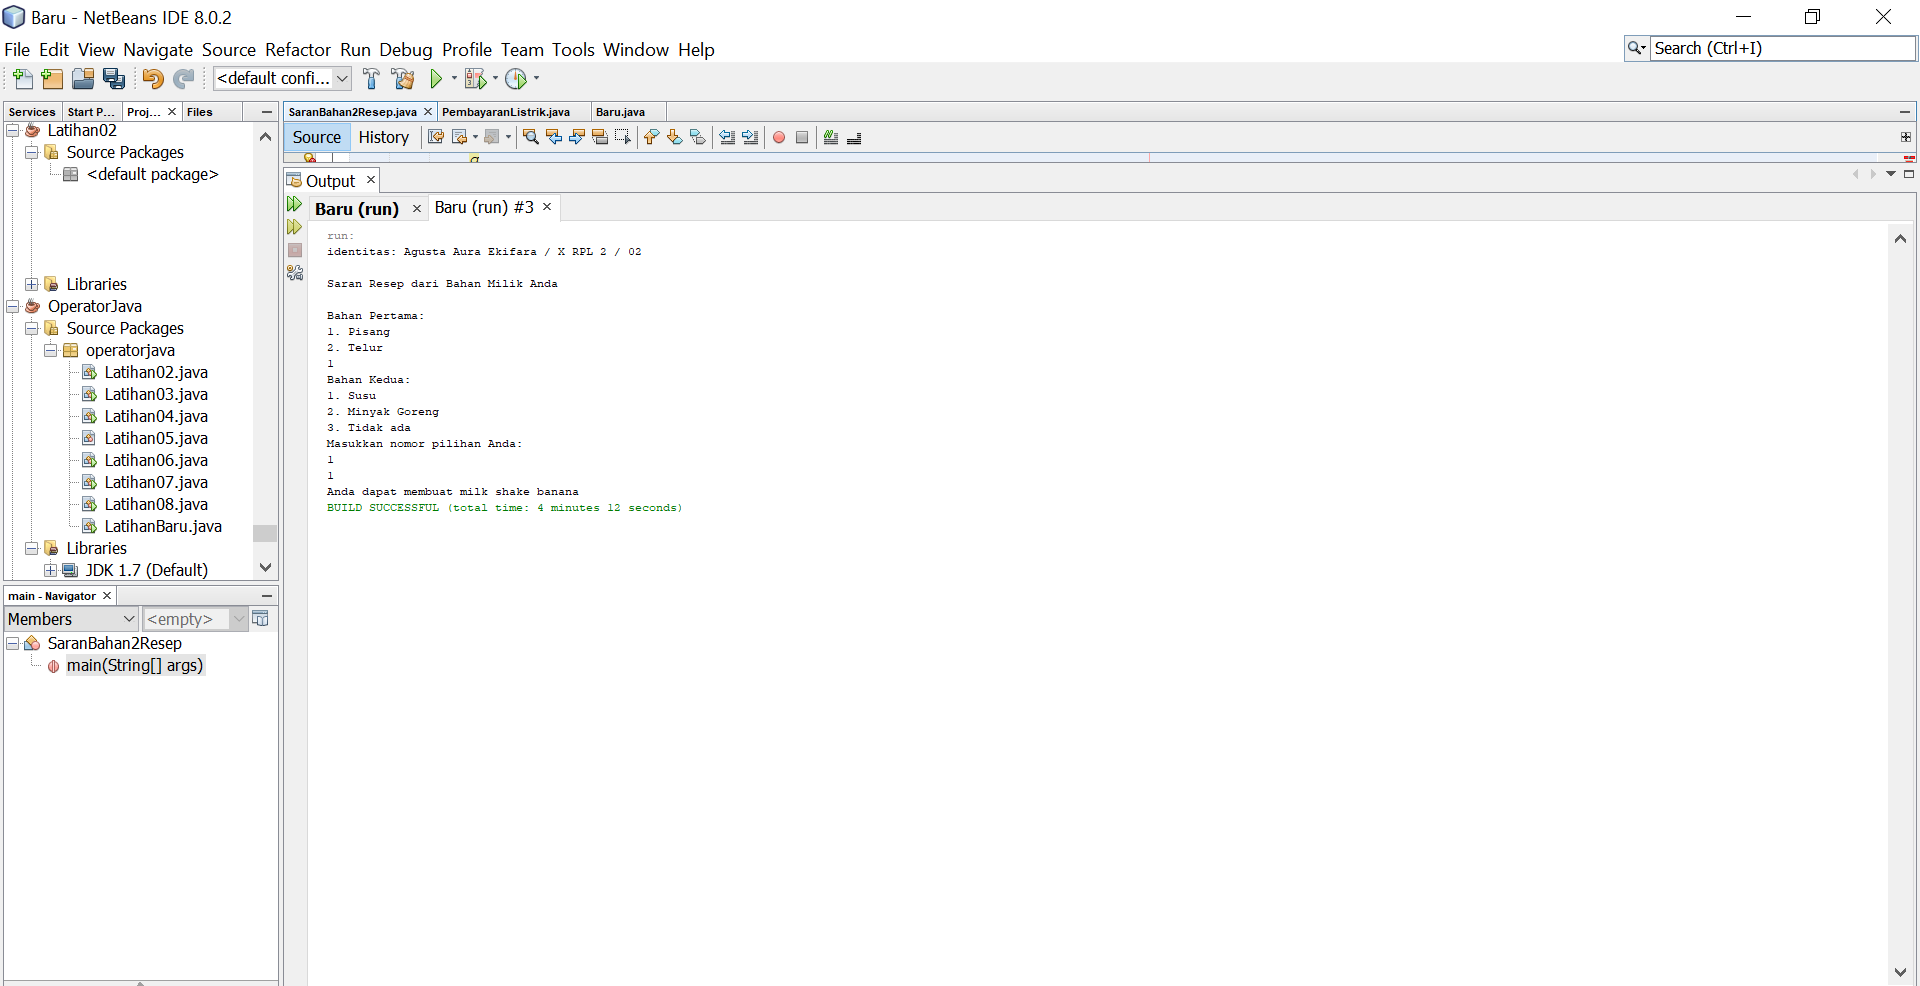 Baru - NetBeans IDE 8.0.2
File Edit View Navigate Source Refactor Run Debug Profile Team Tools Window Help
Search (Ctrl+I)
<default confi...
Services Start P... Proj... Files
Latihan02
Source Packages
<default package>
Libraries
OperatorJava
Source Packages
operatorjava
Latihan02.java
Latihan03.java
Latihan04.java
Latihan05.java
Latihan06.java
Latihan07.java
Latihan08.java
LatihanBaru.java
Libraries
JDK 1.7 (Default)
main - Navigator
Members <empty>
SaranBahan2Resep
main(String[] args)
SaranBahan2Resep.java PembayaranListrik.java Baru.java
Source History
Output
Baru (run) Baru (run) #3
run:
identitas: Agusta Aura Ekifara / X RPL 2 / 02
Saran Resep dari Bahan Milik Anda
Bahan Pertama:
1. Pisang
2. Telur
1
Bahan Kedua:
1. Susu
2. Minyak Goreng
3. Tidak ada
Masukkan nomor pilihan Anda:
1
1
Anda dapat membuat milk shake banana
BUILD SUCCESSFUL (total time: 4 minutes 12 seconds)